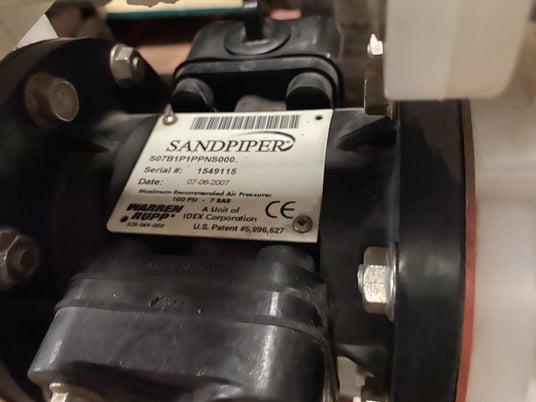 SANDPIPER®
S07B1P1PPNS000.
Serial #: 1549115
Date: 07-06-2007
Maximum Recommended Air Pressure:
100 PSI - 7 BAR
WARREN RUPP® A Unit of IDEX Corporation
CE
U.S. Patent #5,996,627